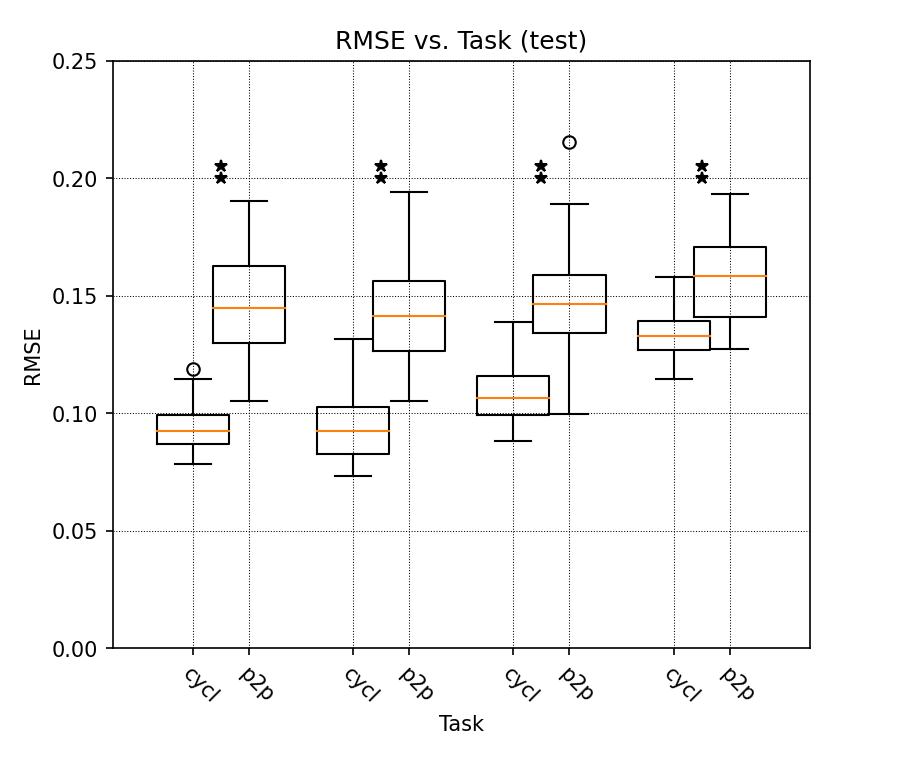 RMSE vs. Task (test)
0.25
0.20
0.15
0.10
0.05
0.00
RMSE
cycl p2p cycl p2p cycl p2p cycl p2p
Task